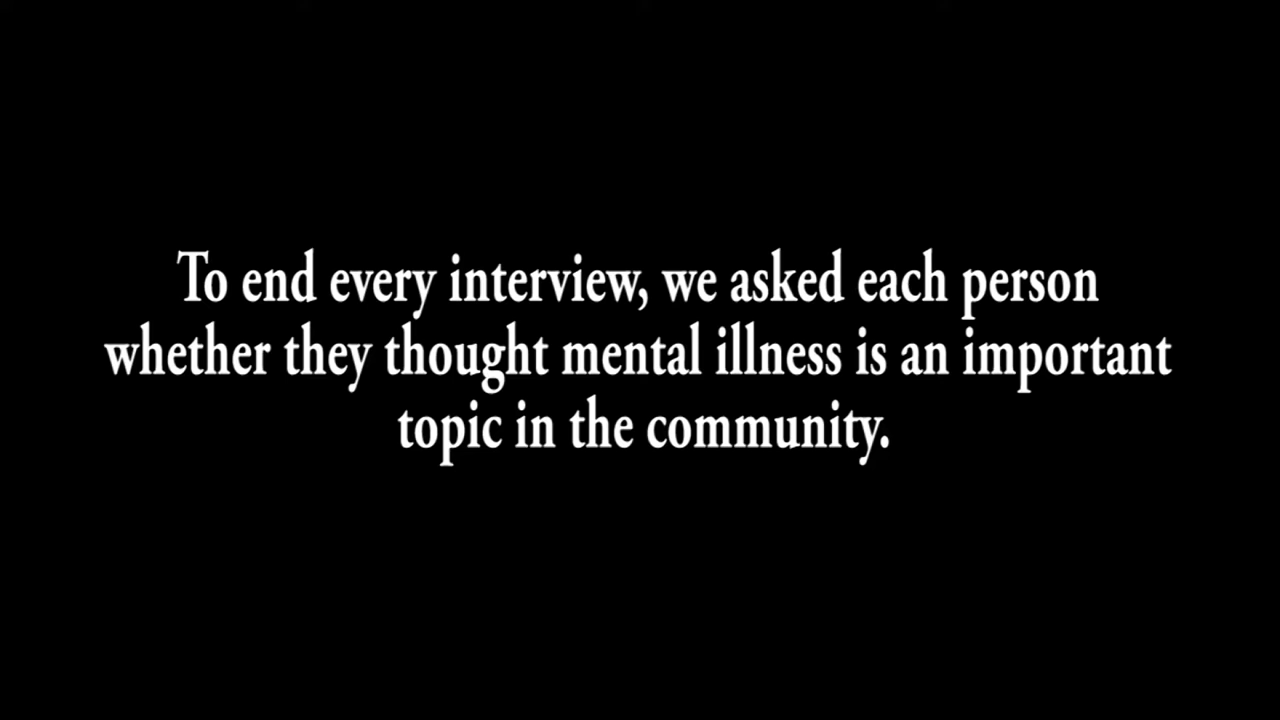 To end every interview, we asked each person
whether they thought mental illness is an important
topic in the community.